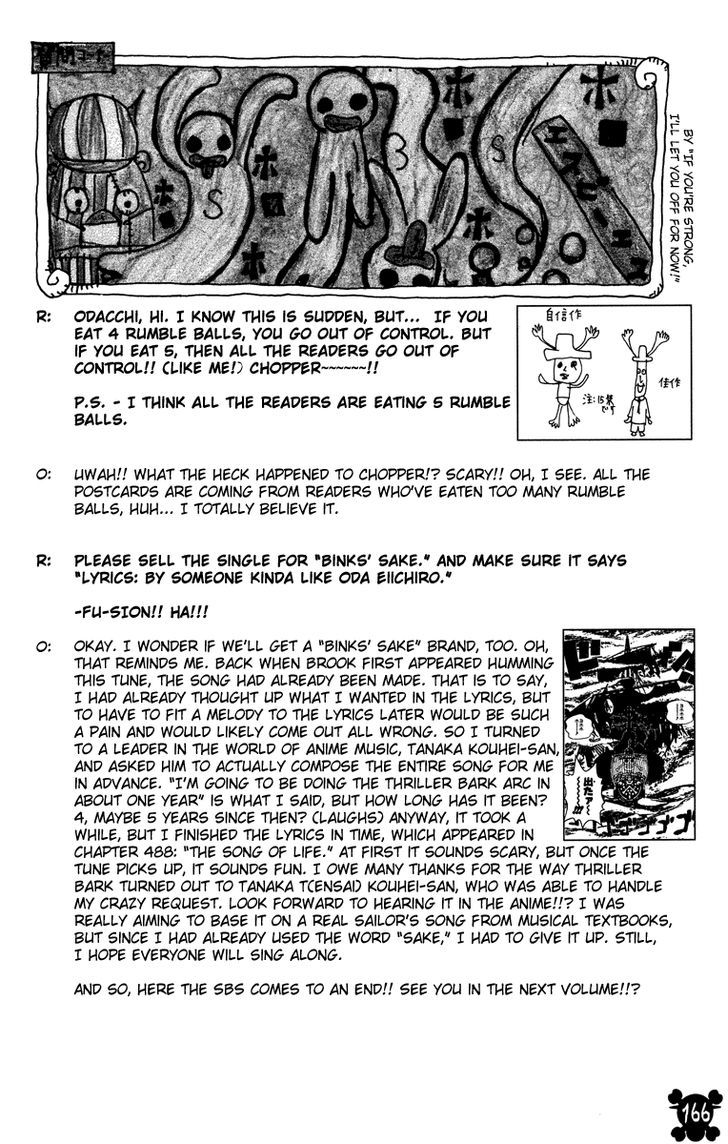 質問コーナー
ホ
ホ
ホ
ホ
ホ
ホ
S
S
S
エスピーエス
BY "IF YOU'RE STRONG,
I'LL LET YOU OFF FOR NOW!"
R: ODACCHI, HI. I KNOW THIS IS SUDDEN, BUT... IF YOU
EAT 4 RUMBLE BALLS, YOU GO OUT OF CONTROL. BUT
IF YOU EAT 5, THEN ALL THE READERS GO OUT OF
CONTROL!! (LIKE ME!) CHOPPER~~~~~~!!
P.S. - I THINK ALL THE READERS ARE EATING 5 RUMBLE
BALLS.
自信作
佳作
注:15禁
です
O: UWAH!! WHAT THE HECK HAPPENED TO CHOPPER!? SCARY!! OH, I SEE. ALL THE
POSTCARDS ARE COMING FROM READERS WHO'VE EATEN TOO MANY RUMBLE
BALLS, HUH... I TOTALLY BELIEVE IT.
R: PLEASE SELL THE SINGLE FOR "BINKS' SAKE." AND MAKE SURE IT SAYS
"LYRICS: BY SOMEONE KINDA LIKE ODA EIICHIRO."
-FU-SION!! HA!!!
O: OKAY. I WONDER IF WE'LL GET A "BINKS' SAKE" BRAND, TOO. OH,
THAT REMINDS ME. BACK WHEN BROOK FIRST APPEARED HUMMING
THIS TUNE, THE SONG HAD ALREADY BEEN MADE. THAT IS TO SAY,
I HAD ALREADY THOUGHT UP WHAT I WANTED IN THE LYRICS, BUT
TO HAVE TO FIT A MELODY TO THE LYRICS LATER WOULD BE SUCH
A PAIN AND WOULD LIKELY COME OUT ALL WRONG. SO I TURNED
TO A LEADER IN THE WORLD OF ANIME MUSIC, TANAKA KOUHEI-SAN,
AND ASKED HIM TO ACTUALLY COMPOSE THE ENTIRE SONG FOR ME
IN ADVANCE. "I'M GOING TO BE DOING THE THRILLER BARK ARC IN
ABOUT ONE YEAR" IS WHAT I SAID, BUT HOW LONG HAS IT BEEN?
4, MAYBE 5 YEARS SINCE THEN? (LAUGHS) ANYWAY, IT TOOK A
WHILE, BUT I FINISHED THE LYRICS IN TIME, WHICH APPEARED IN
CHAPTER 488: "THE SONG OF LIFE." AT FIRST IT SOUNDS SCARY, BUT ONCE THE
TUNE PICKS UP, IT SOUNDS FUN. I OWE MANY THANKS FOR THE WAY THRILLER
BARK TURNED OUT TO TANAKA T(ENSAI) KOUHEI-SAN, WHO WAS ABLE TO HANDLE
MY CRAZY REQUEST. LOOK FORWARD TO HEARING IT IN THE ANIME!!? I WAS
REALLY AIMING TO BASE IT ON A REAL SAILOR'S SONG FROM MUSICAL TEXTBOOKS,
BUT SINCE I HAD ALREADY USED THE WORD "SAKE," I HAD TO GIVE IT UP. STILL,
I HOPE EVERYONE WILL SING ALONG.
出たァ〜
AND SO, HERE THE SBS COMES TO AN END!! SEE YOU IN THE NEXT VOLUME!!?
166